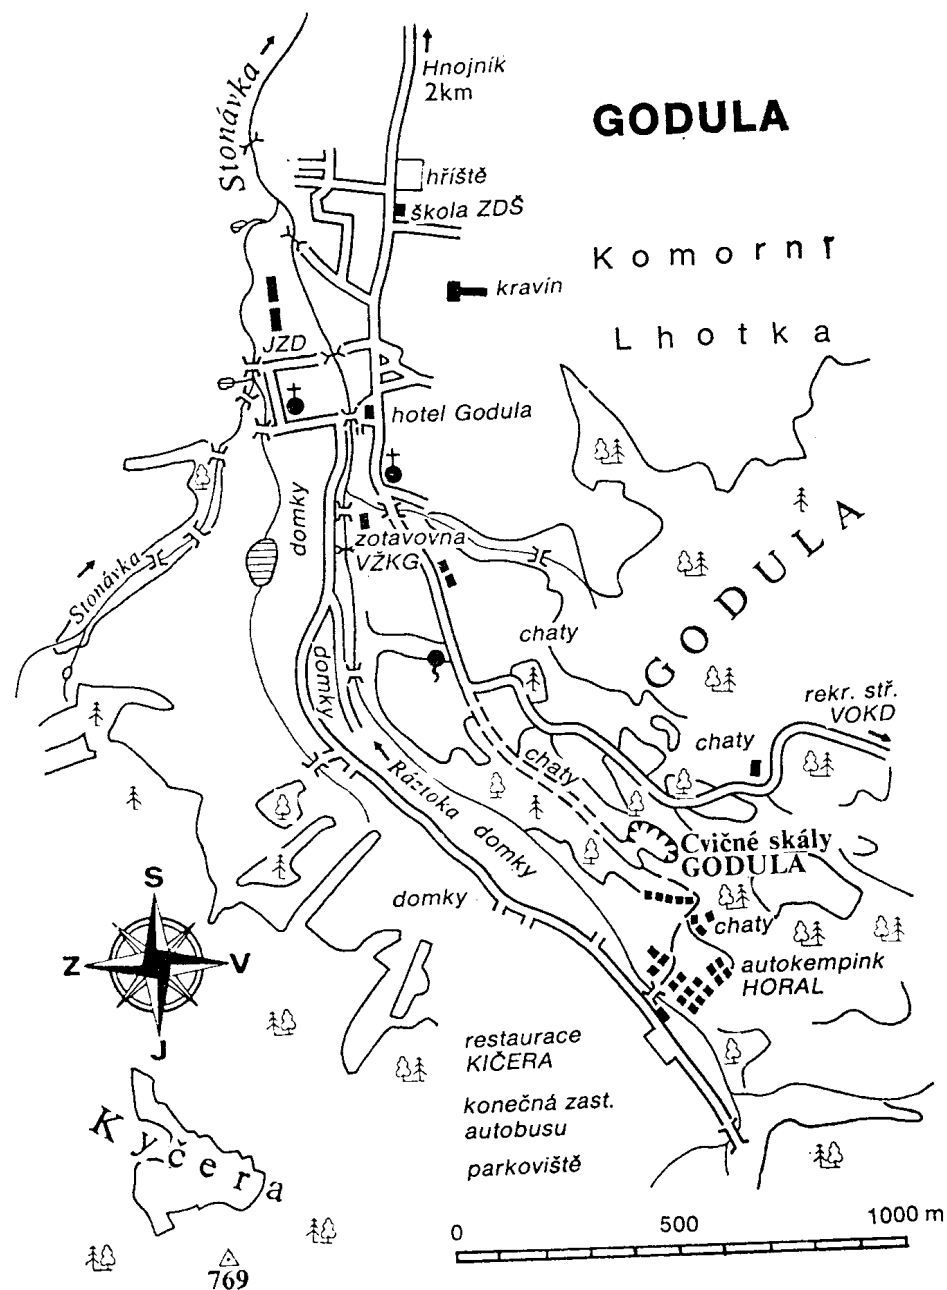 Stonávka
Hnojník
2km
GODULA
hříště
škola ZDŠ
Komorní
Lhotka
kravín
JZD
hotel Godula
domky
zotavovna
VŽKG
Stonávka
GODULA
chaty
domky
rekr. stř.
VOKD
chaty
chaty
Ráztoka
domky
Cvičné skály
GODULA
domky
chaty
autokempink
HORAL
S
Z
V
J
restaurace
KIČERA
konečná zast.
autobusu
parkoviště
Kyčera
769
0
500
1000 m